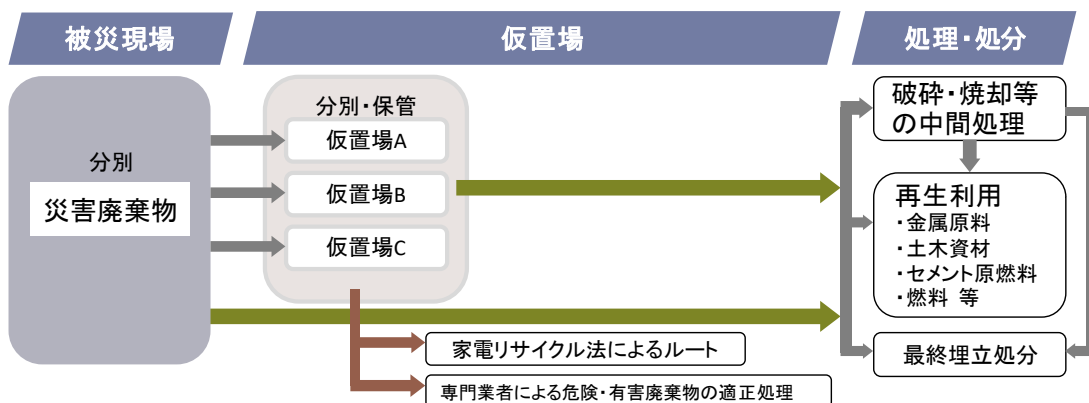 被災現場
仮置場
処理・処分
分別
災害廃棄物
分別・保管
仮置場A
仮置場B
仮置場C
家電リサイクル法によるルート
専門業者による危険・有害廃棄物の適正処理
破砕・焼却等
の中間処理
再生利用
・金属原料
・土木資材
・セメント原燃料
・燃料 等
最終埋立処分